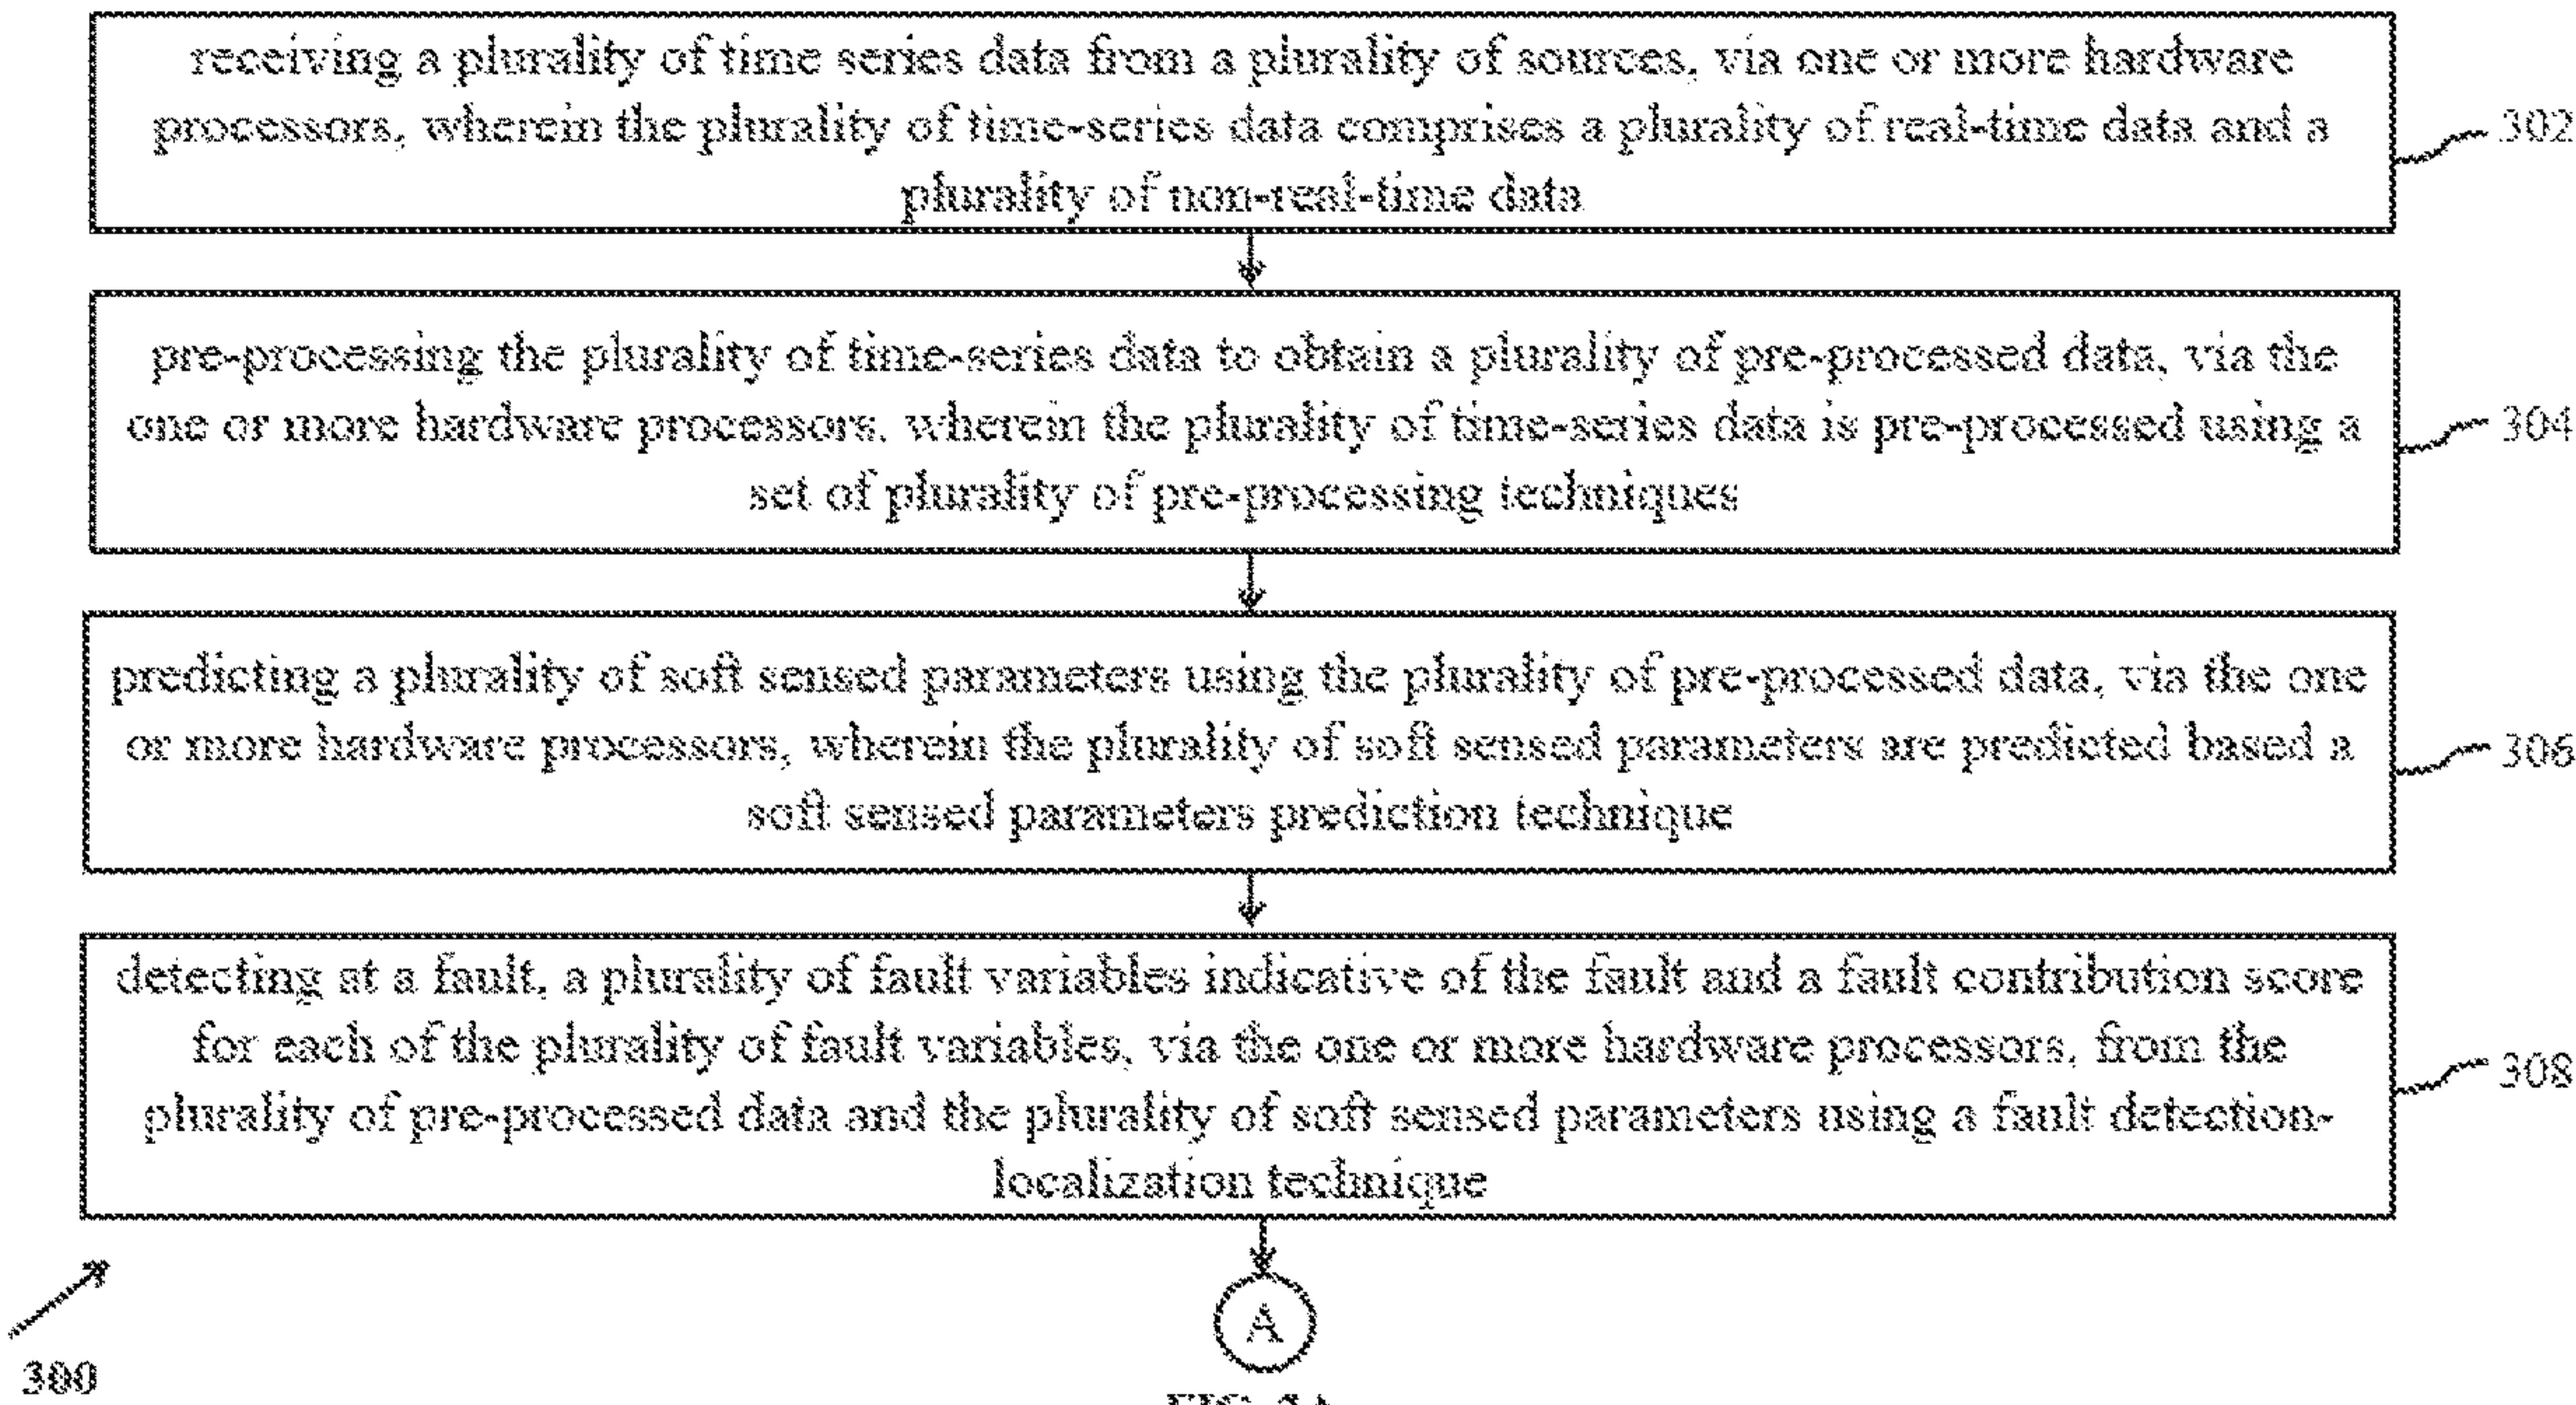 receiving a plurality of time series data from a plurality of sources, via one or more hardware
processors, wherein the plurality of time-series data comprises a plurality of real-time data and a
plurality of non-real-time data
302
pre-processing the plurality of time-series data to obtain a plurality of pre-processed data, via the
one or more hardware processors, wherein the plurality of time-series data is pre-processed using a
set of plurality of pre-processing techniques
304
predicting a plurality of soft sensed parameters using the plurality of pre-processed data, via the one
or more hardware processors, wherein the plurality of soft sensed parameters are predicted based a
soft sensed parameters prediction technique
306
detecting at a fault, a plurality of fault variables indicative of the fault and a fault contribution score
for each of the plurality of fault variables, via the one or more hardware processors, from the
plurality of pre-processed data and the plurality of soft sensed parameters using a fault detection-
localization technique
308
A
300